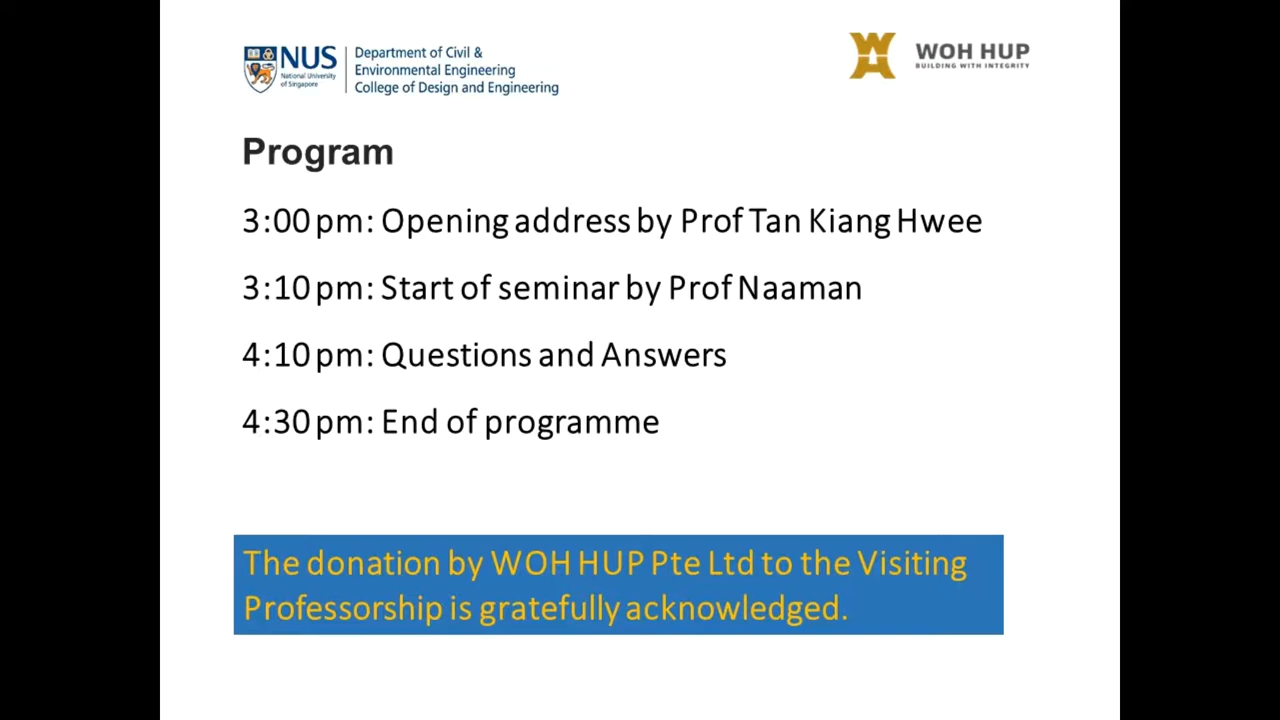 NUS
National University
of Singapore
Department of Civil &
Environmental Engineering
College of Design and Engineering
WOH HUP
BUILDING WITH INTEGRITY
Program
3:00 pm: Opening address by Prof Tan Kiang Hwee
3:10 pm: Start of seminar by Prof Naaman
4:10 pm: Questions and Answers
4:30 pm: End of programme
The donation by WOH HUP Pte Ltd to the Visiting
Professorship is gratefully acknowledged.